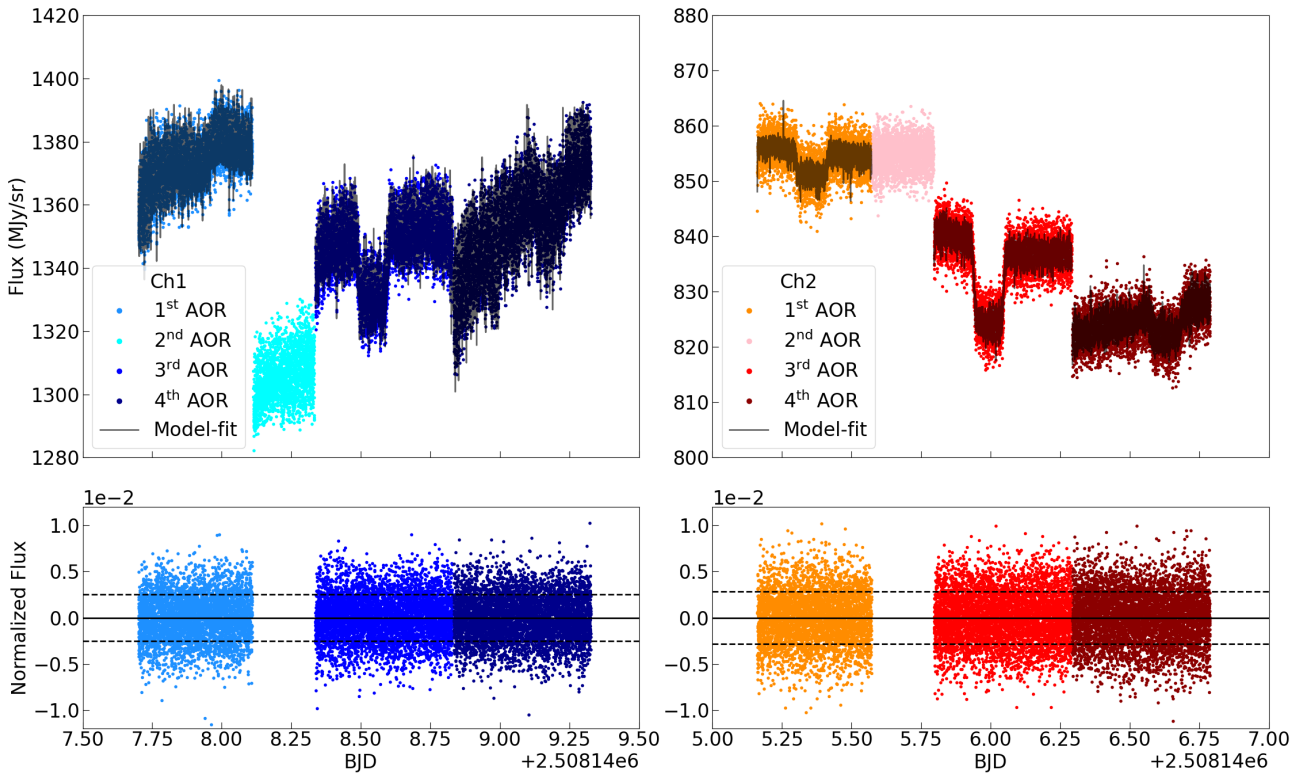 1420
1400
1380
1360
1340
1320
1300
1280
Flux (MJy/sr)
Ch1
1st AOR
2nd AOR
3rd AOR
4th AOR
Model-fit
880
870
860
850
840
830
820
810
800
Ch2
1st AOR
2nd AOR
3rd AOR
4th AOR
Model-fit
1e−2
1.0
0.5
0.0
−0.5
−1.0
Normalized Flux
7.50 7.75 8.00 8.25 8.50 8.75 9.00 9.25 9.50
BJD
+2.50814e6
1e−2
1.0
0.5
0.0
−0.5
−1.0
5.00 5.25 5.50 5.75 6.00 6.25 6.50 6.75 7.00
BJD
+2.50814e6